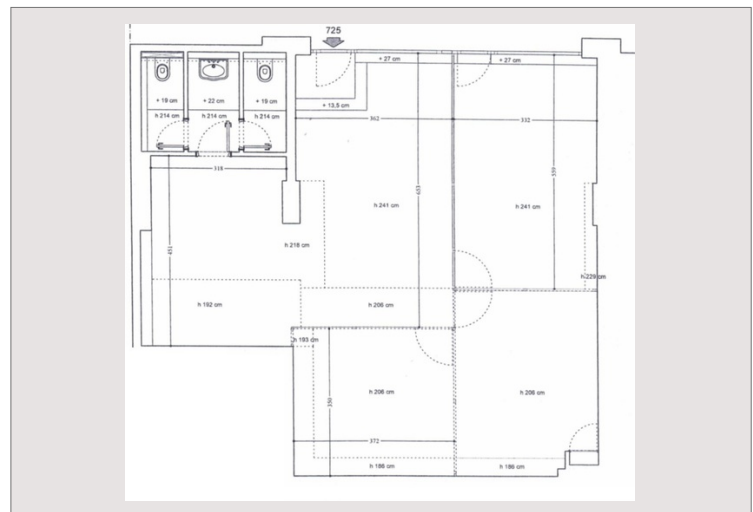 725
+ 27 cm
+ 27 cm
+ 19 cm
+ 22 cm
+ 19 cm
+ 13,5 cm
h 214 cm
h 214 cm
h 214 cm
362
332
318
h 241 cm
h 241 cm
h 218 cm
h 229 cm
h 192 cm
h 206 cm
451
h 193 cm
350
h 206 cm
h 206 cm
372
h 186 cm
h 186 cm